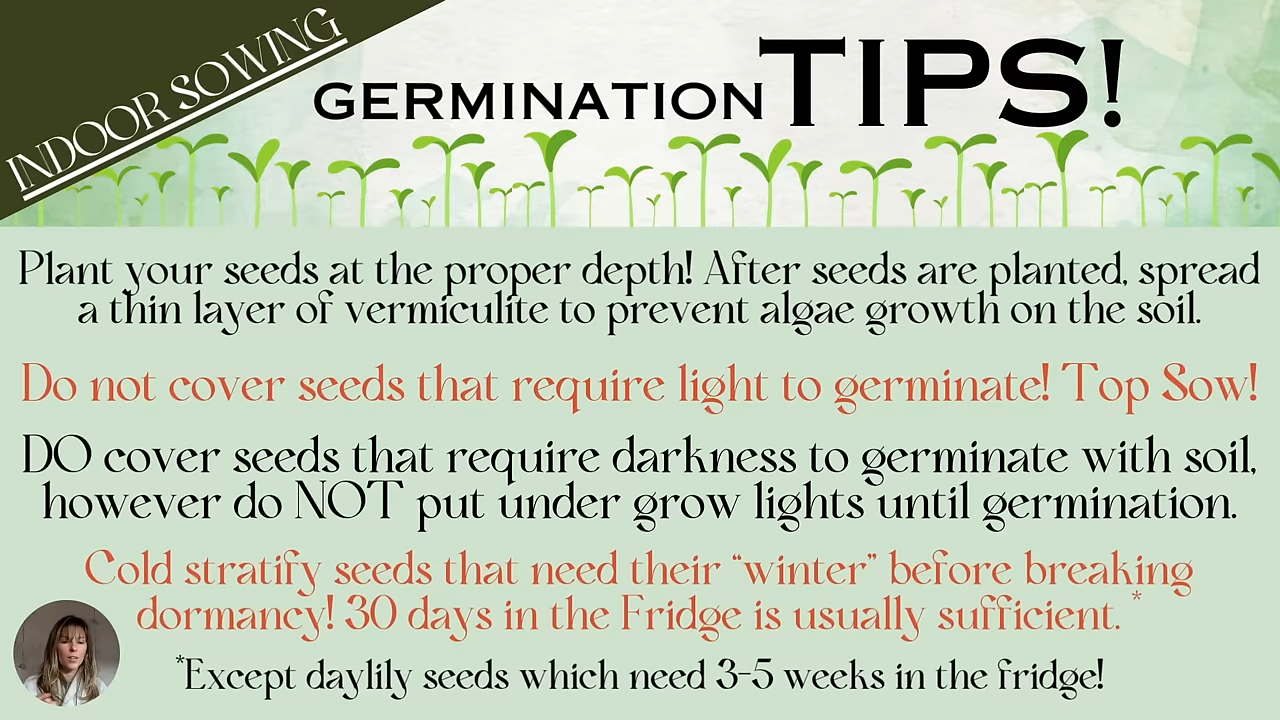 INDOOR SOWING
GERMINATION TIPS!
Plant your seeds at the proper depth! After seeds are planted, spread
a thin layer of vermiculite to prevent algae growth on the soil.
Do not cover seeds that require light to germinate! Top Sow!
DO cover seeds that require darkness to germinate with soil,
however do NOT put under grow lights until germination.
Cold stratify seeds that need their “winter” before breaking
dormancy! 30 days in the Fridge is usually sufficient.*
*Except daylily seeds which need 3-5 weeks in the fridge!